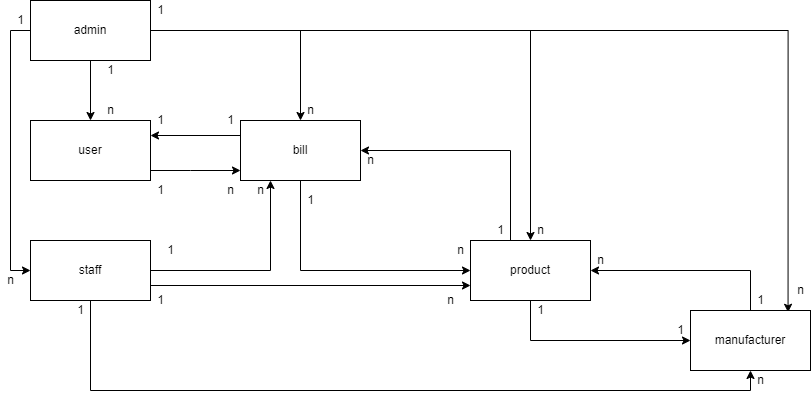 1 admin 1
1
n n
user 1 1 bill n
1 n n 1
staff 1 1 n
n n product n
1 1 n 1 1 n
1 manufacturer
n